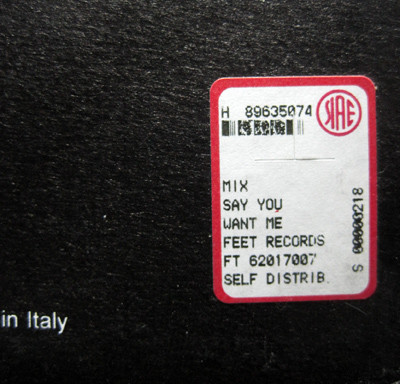 H 89635074
SIAE
MIX
SAY YOU
WANT ME
FEET RECORDS
FT 62017007
SELF DISTRIB.
S 00000218
in Italy